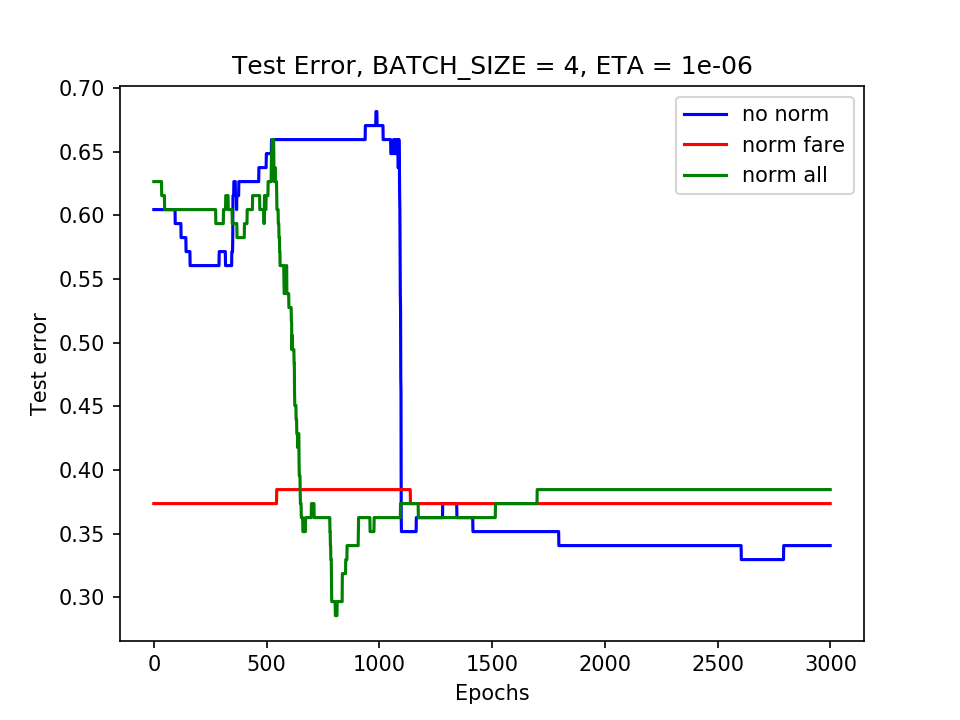 Test Error, BATCH_SIZE = 4, ETA = 1e-06
no norm
norm fare
norm all
Test error
0.70
0.65
0.60
0.55
0.50
0.45
0.40
0.35
0.30
0 500 1000 1500 2000 2500 3000
Epochs